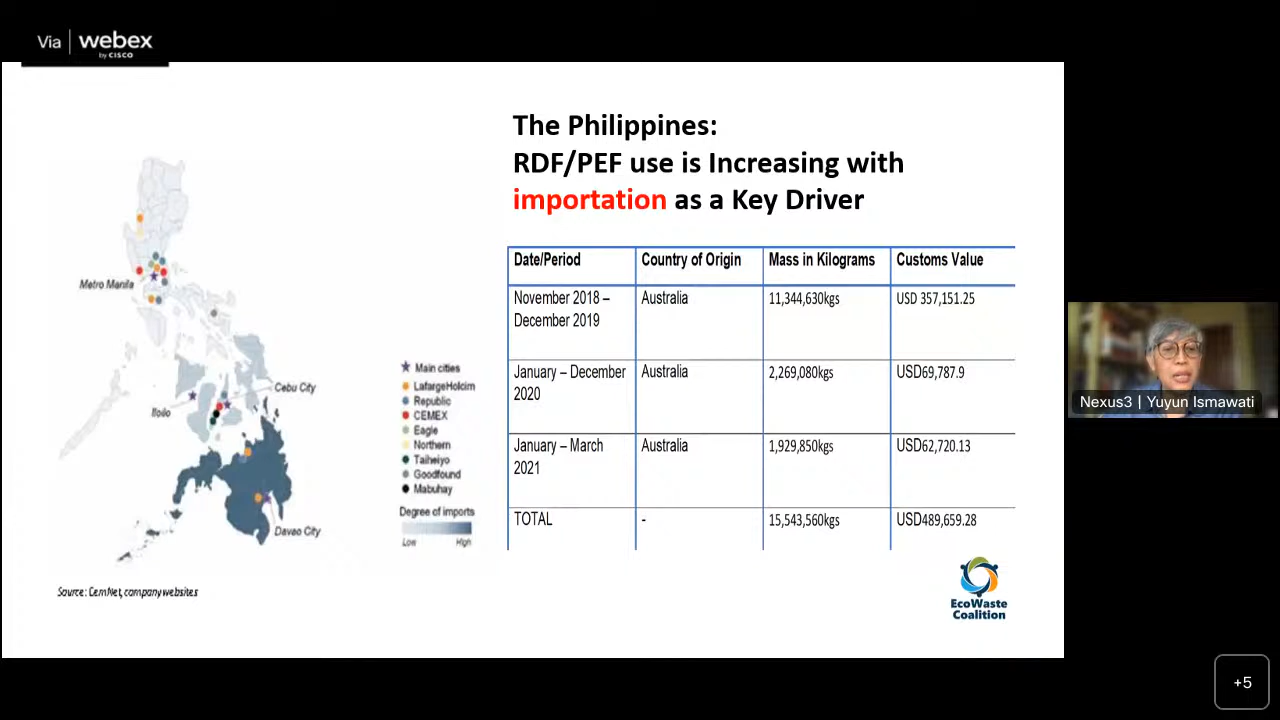 Via | webex
by CISCO
The Philippines:
RDF/PEF use is Increasing with
importation as a Key Driver
Date/Period Country of Origin Mass in Kilograms Customs Value
November 2018 – Australia 11,344,630kgs USD 357,151.25
December 2019
January – December Australia 2,269,080kgs USD69,787.9
2020
January – March Australia 1,929,850kgs USD62,720.13
2021
TOTAL - 15,543,560kgs USD489,659.28
Metro Manila
Cebu City
Iloilo
Davao City
Main cities
LafargeHolcim
Republic
CEMEX
Eagle
Northern
Taiheiyo
Goodfound
Mabuhay
Degree of imports
Low High
Source: CemNet, company websites
EcoWaste
Coalition
Nexus3 | Yuyun Ismawati
+5